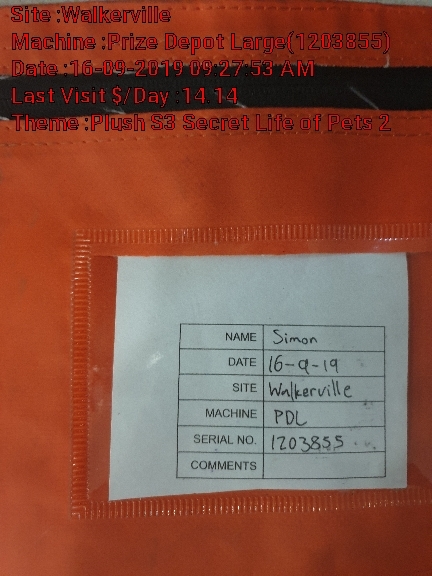 Site :Walkerville
Machine :Prize Depot Large(1203855)
Date :16-09-2019 09:27:53 AM
Last Visit $/Day :14.14
Theme :Plush S3 Secret Life of Pets 2
NAME Simon
DATE 16-9-19
SITE Walkerville
MACHINE PDL
SERIAL NO. 1203855
COMMENTS